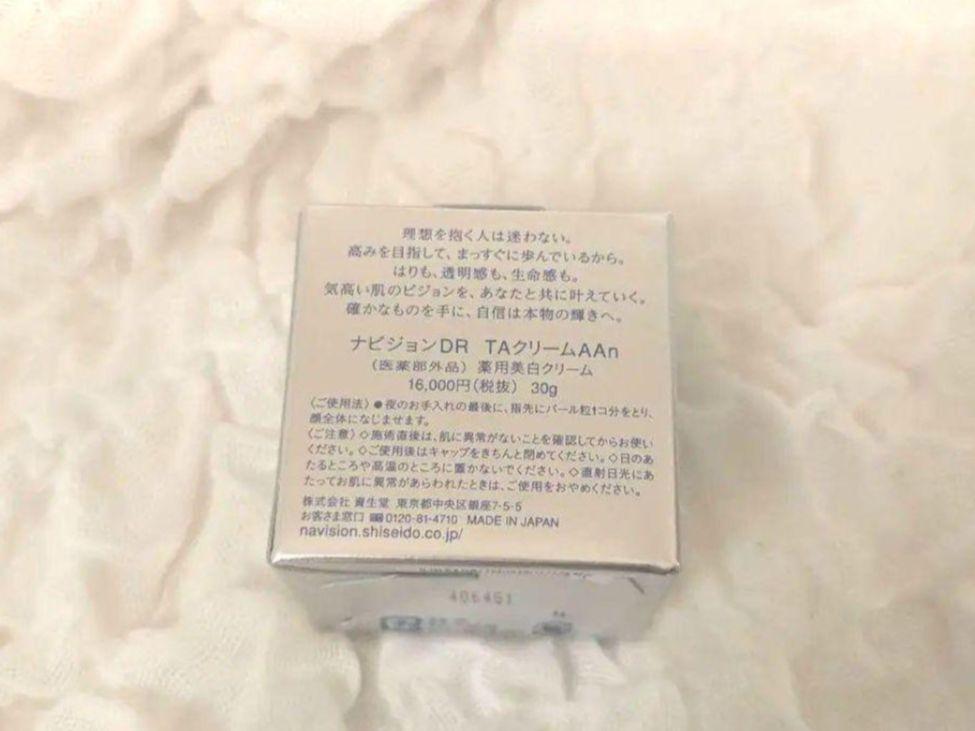 理想を抱く人は迷わない。
高みを目指して、まっすぐに歩んでいるから。
はりも、透明感も、生命感も。
気高い肌のビジョンを、あなたと共に叶えていく。
確かなものを手に、自信は本物の輝きへ。
ナビジョンDR TAクリームAAn
（医薬部外品）薬用美白クリーム
16,000円（税抜） 30g
〈ご使用法〉●夜のお手入れの最後に、指先にパール粒1コ分をとり、
顔全体になじませます。
〈ご注意〉◇施術直後は、肌に異常がないことを確認してからお使い
ください。◇ご使用後はキャップをきちんと閉めてください。◇日のあ
たるところや高温のところに置かないでください。◇直射日光にあ
たってお肌に異常があらわれたときは、ご使用をおやめください。
株式会社 資生堂 東京都中央区銀座7-5-5
お客さま窓口 0120-81-4710 MADE IN JAPAN
navision.shiseido.co.jp/